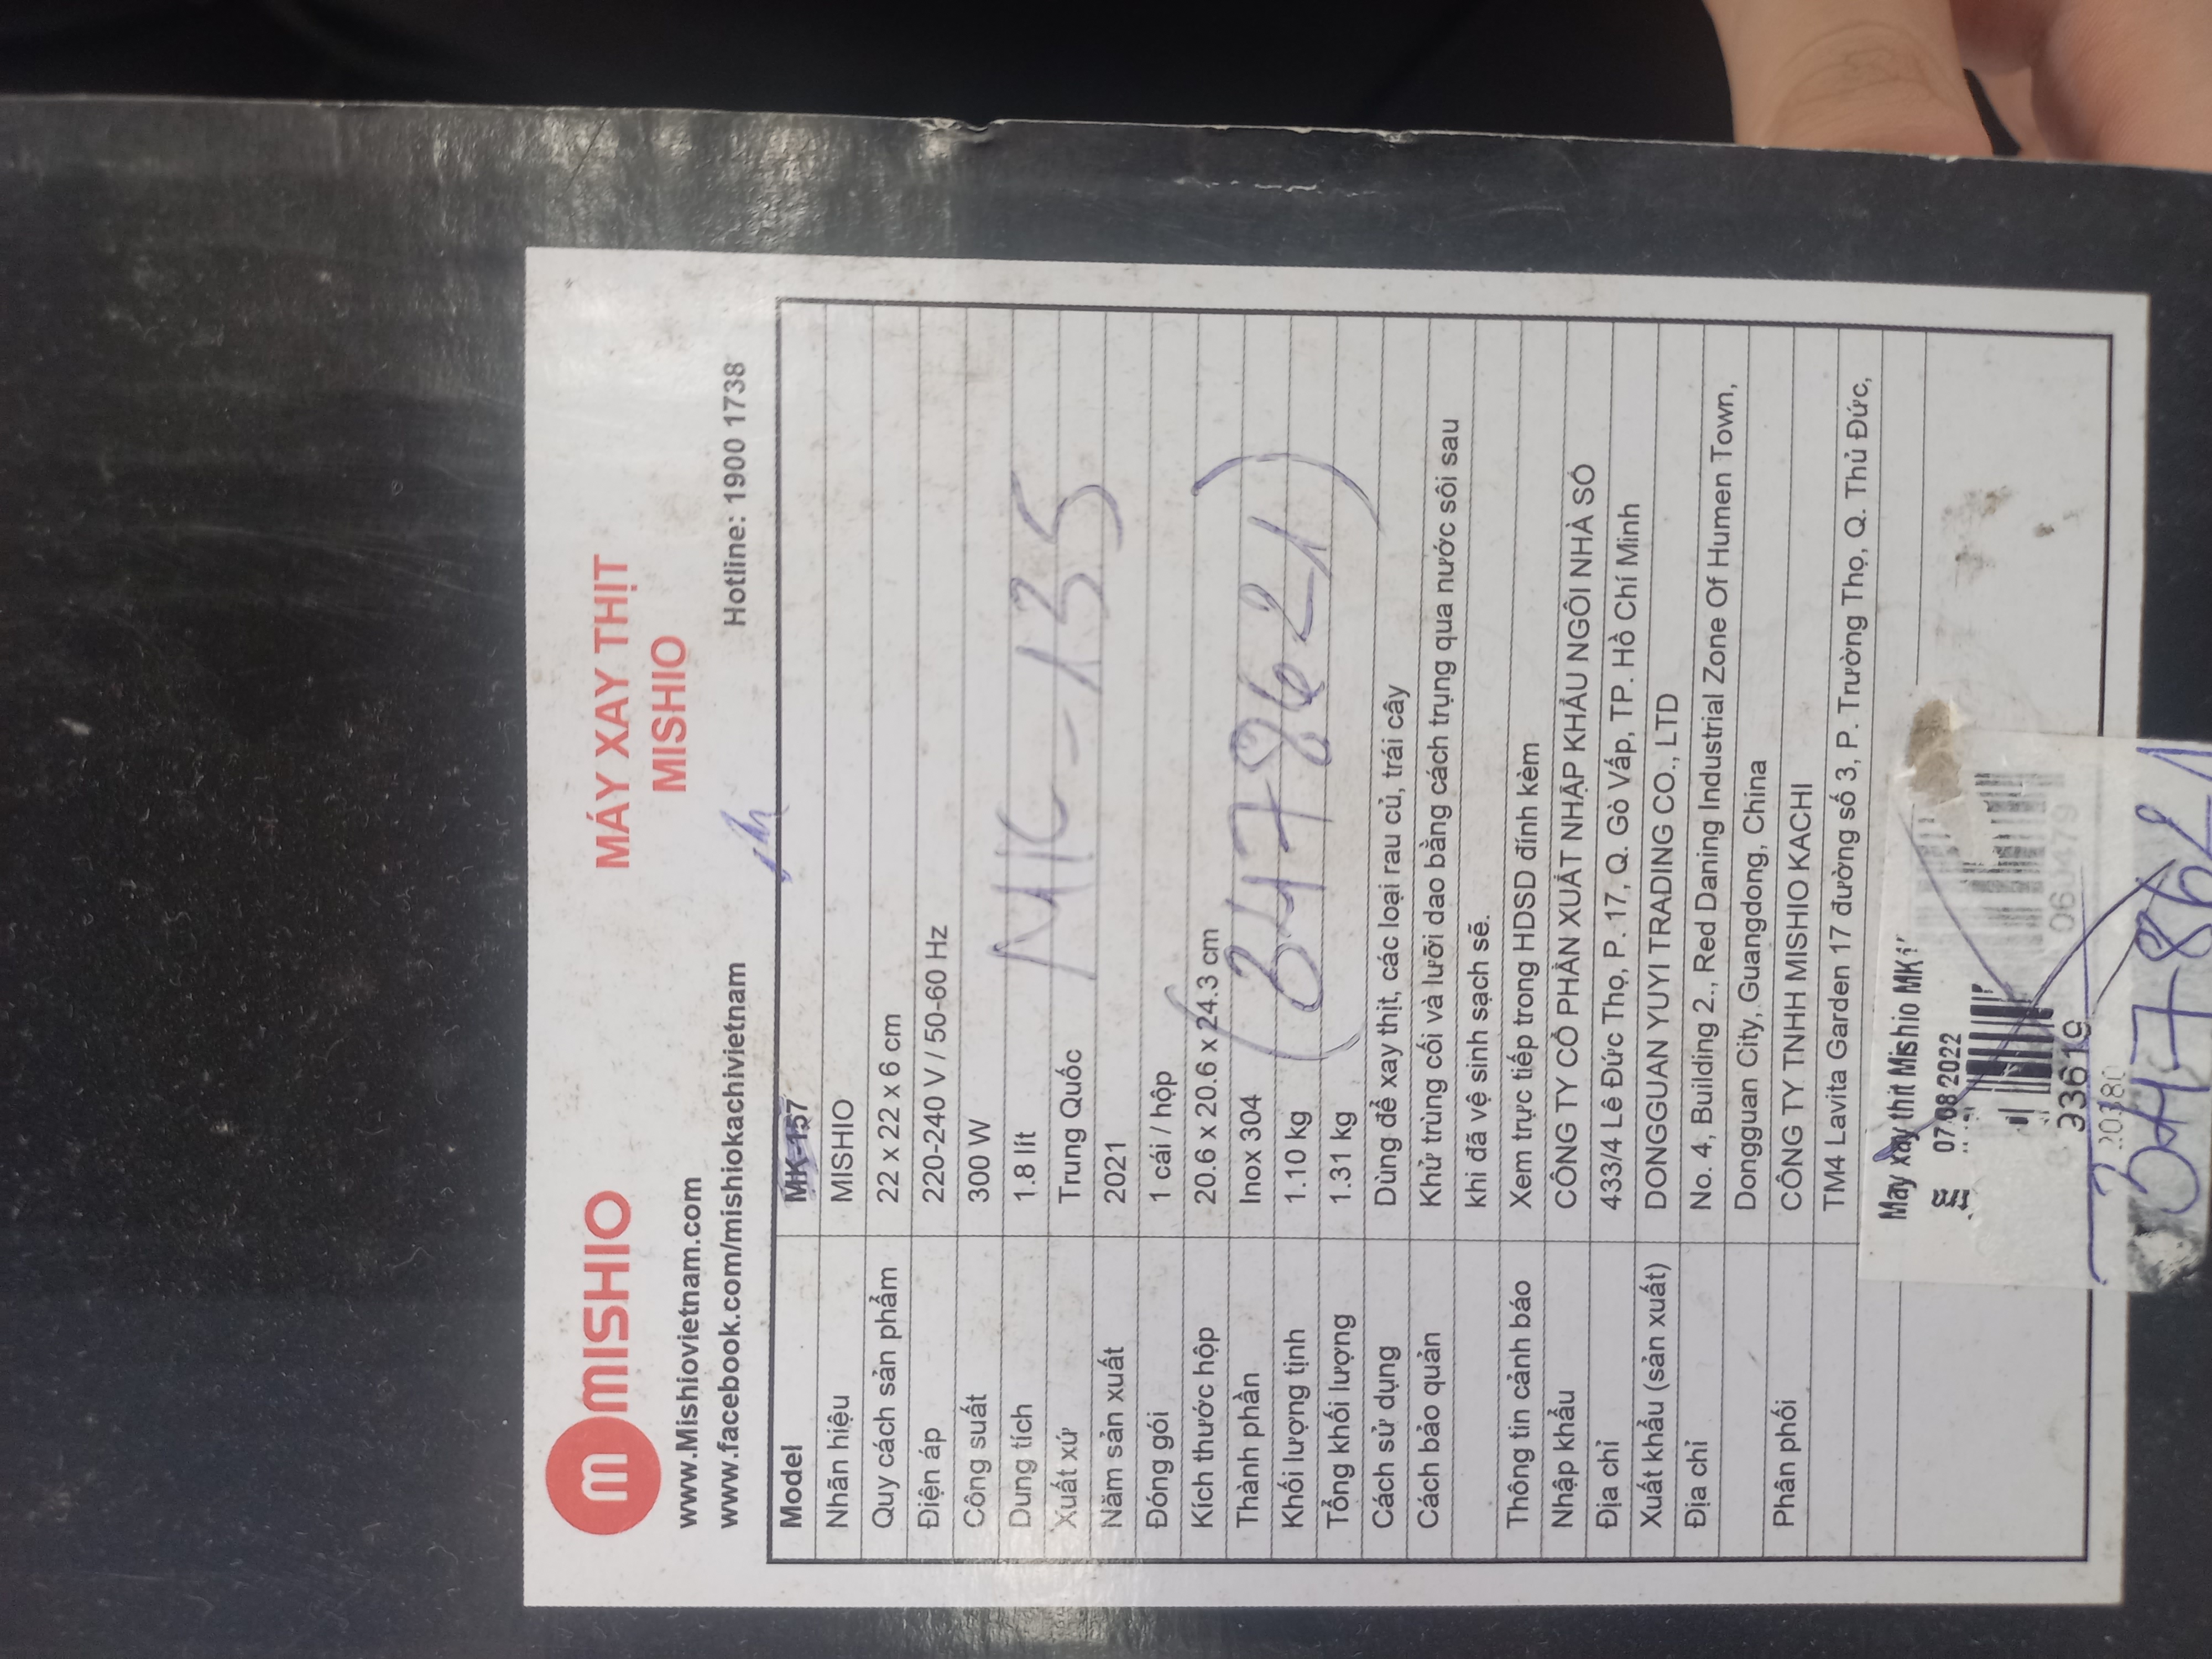 MISHIO
MÁY XAY THỊT
MISHIO
www.Mishiovietnam.com
www.facebook.com/mishiokachivietnam
Hotline: 1900 1738
Model MK-157
Nhãn hiệu MISHIO
Quy cách sản phẩm 22 x 22 x 6 cm
Điện áp 220-240 V / 50-60 Hz
Công suất 300 W
Dung tích 1.8 lít
MK-135
Xuất xứ Trung Quốc
Năm sản xuất 2021
Đóng gói 1 cái / hộp
Kích thước hộp 20.6 x 20.6 x 24.3 cm
Thành phần Inox 304
(3478621)
Khối lượng tịnh 1.10 kg
Tổng khối lượng 1.31 kg
Cách sử dụng Dùng để xay thịt, các loại rau củ, trái cây
Cách bảo quản Khử trùng cối và lưỡi dao bằng cách trụng qua nước sôi sau
khi đã vệ sinh sạch sẽ.
Thông tin cảnh báo Xem trực tiếp trong HDSD đính kèm
Nhập khẩu CÔNG TY CỔ PHẦN XUẤT NHẬP KHẨU NGÔI NHÀ SỐ
Địa chỉ 433/4 Lê Đức Thọ, P. 17, Q. Gò Vấp, TP. Hồ Chí Minh
Xuất khẩu (sản xuất) DONGGUAN YUYI TRADING CO., LTD
Địa chỉ No. 4, Building 2., Red Daning Industrial Zone Of Humen Town,
Dongguan City, Guangdong, China
Phân phối CÔNG TY TNHH MISHIO KACHI
TM4 Lavita Garden 17 đường số 3, P. Trường Thọ, Q. Thủ Đức,
May xay thit Mishio MK
07 08 2022
93619
060479
20380
3478621